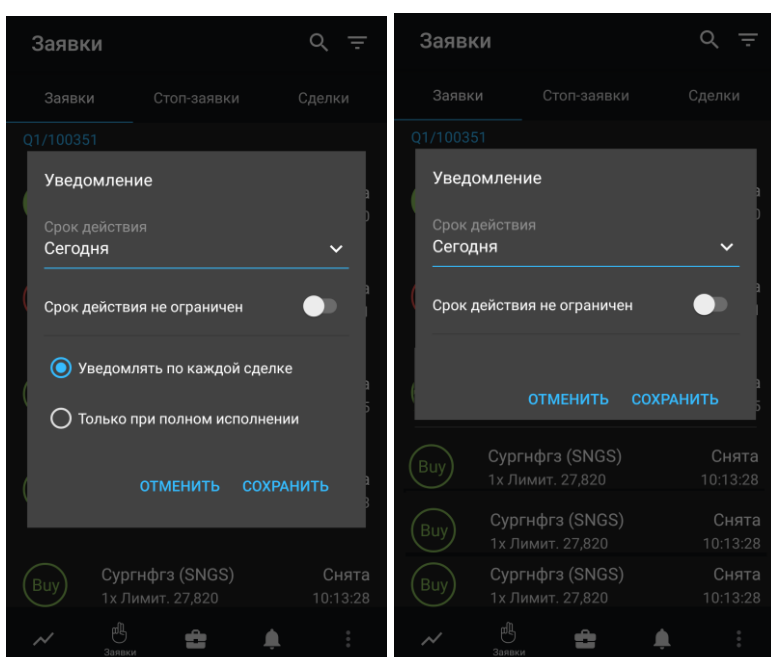 Заявки
Заявки Стоп-заявки Сделки
Q1/100351
Уведомление
Срок действия
Сегодня
Срок действия не ограничен
Уведомлять по каждой сделке
Только при полном исполнении
ОТМЕНИТЬ СОХРАНИТЬ
Buy Сургнфгз (SNGS) Снята
1x Лимит. 27,820 10:13:28
Заявки
Заявки
Заявки Стоп-заявки Сделки
Q1/100351
Уведомление
Срок действия
Сегодня
Срок действия не ограничен
ОТМЕНИТЬ СОХРАНИТЬ
Buy Сургнфгз (SNGS) Снята
1x Лимит. 27,820 10:13:28
Buy Сургнфгз (SNGS) Снята
1x Лимит. 27,820 10:13:28
Buy Сургнфгз (SNGS) Снята
1x Лимит. 27,820 10:13:28
Заявки